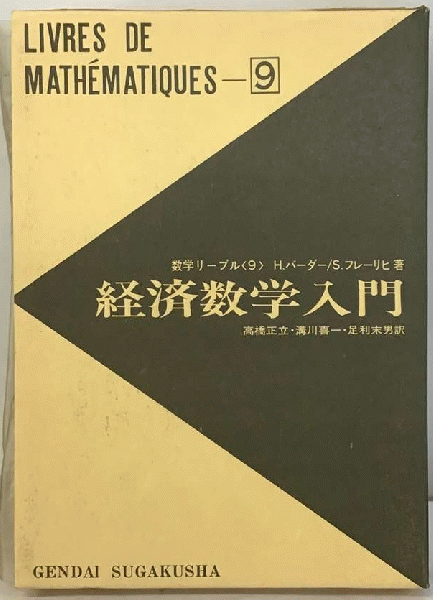 LIVRES DE
MATHÉMATIQUES—9
数学リーブル〈9〉 H.バーダー/S.フレーリヒ 著
経済数学入門
高橋正立・溝川喜一・足利末男訳
GENDAI SUGAKUSHA